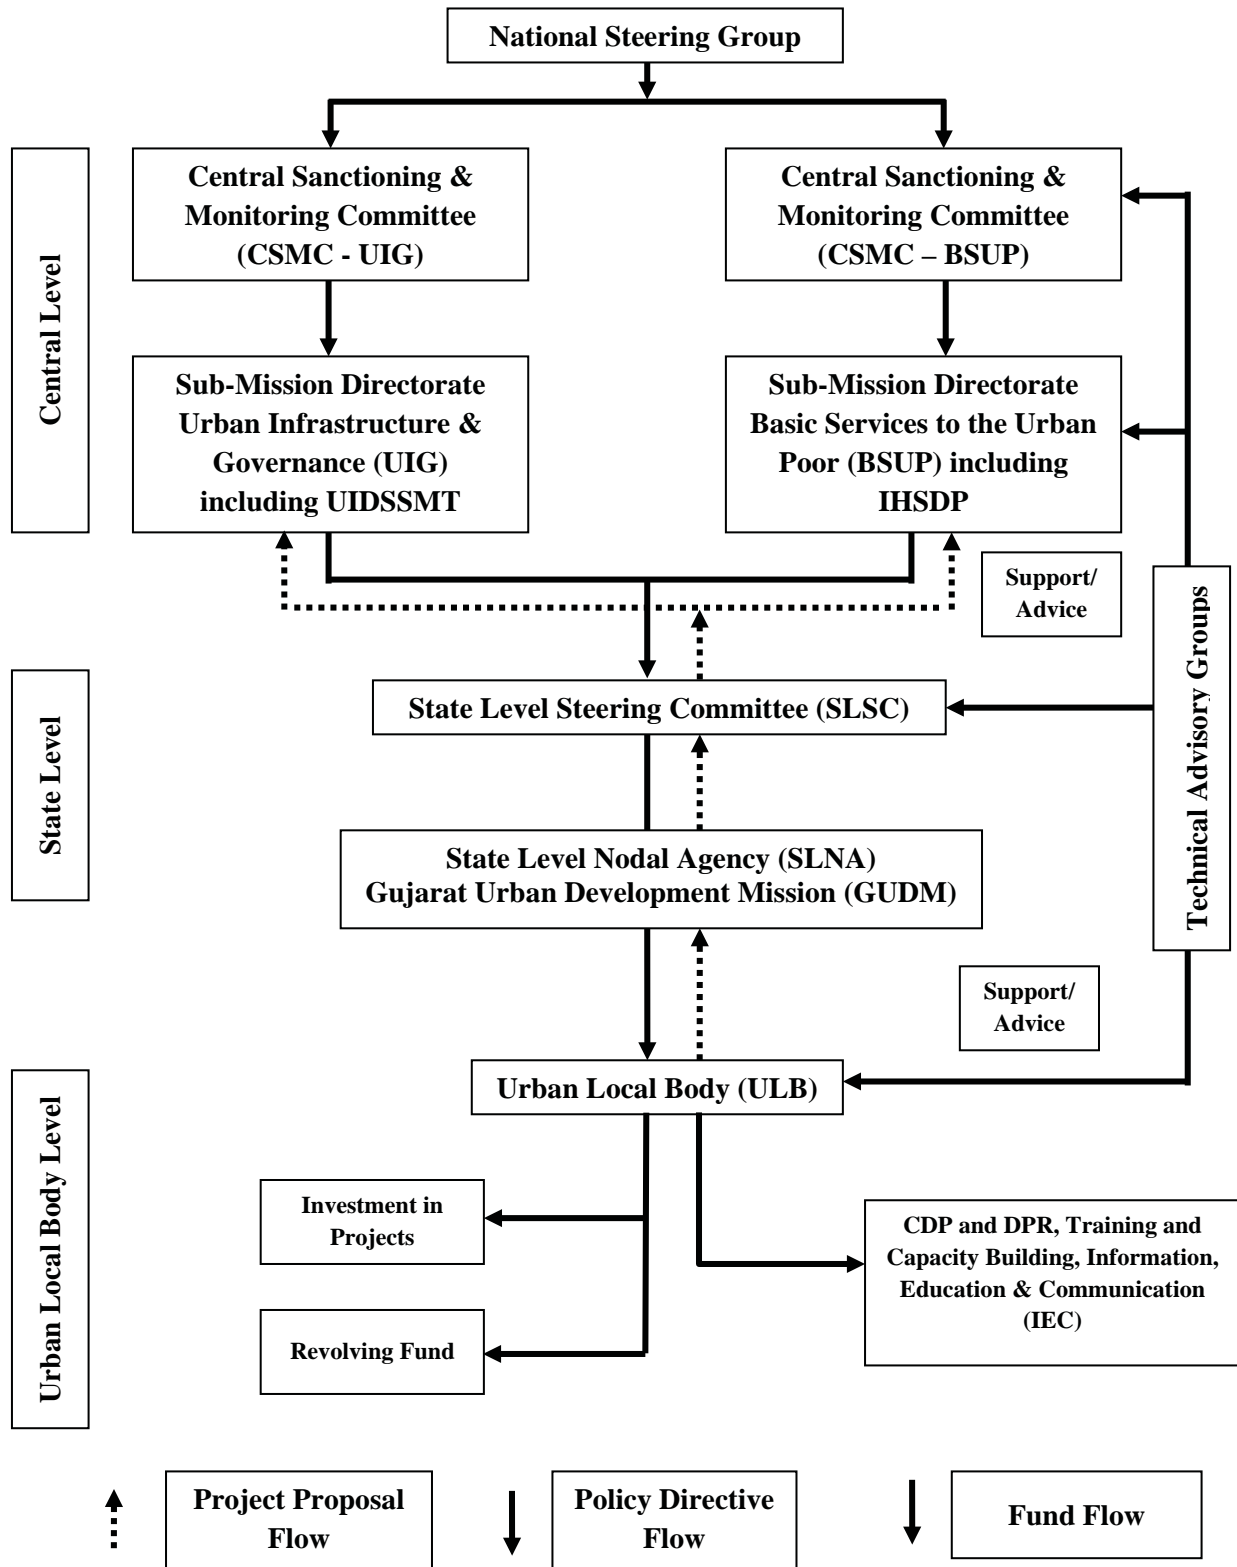 National Steering Group
Central Level
Central Sanctioning &
Monitoring Committee
(CSMC - UIG)
Central Sanctioning &
Monitoring Committee
(CSMC – BSUP)
Sub-Mission Directorate
Urban Infrastructure &
Governance (UIG)
including UIDSSMT
Sub-Mission Directorate
Basic Services to the Urban
Poor (BSUP) including
IHSDP
Support/
Advice
Technical Advisory Groups
State Level
State Level Steering Committee (SLSC)
State Level Nodal Agency (SLNA)
Gujarat Urban Development Mission (GUDM)
Support/
Advice
Urban Local Body Level
Urban Local Body (ULB)
Investment in
Projects
Revolving Fund
CDP and DPR, Training and
Capacity Building, Information,
Education & Communication
(IEC)
Project Proposal
Flow
Policy Directive
Flow
Fund Flow